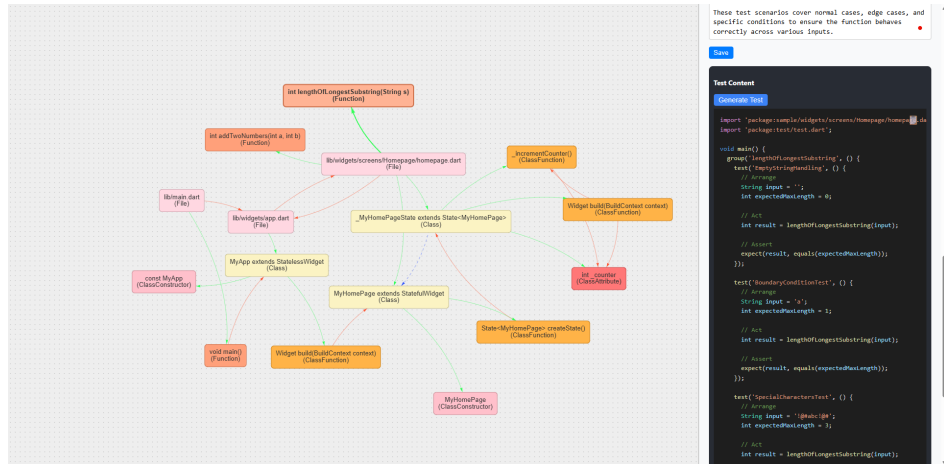 int lengthOfLongestSubstring(String s)
(Function)
int addTwoNumbers(int a, int b)
(Function)
lib/widgets/screens/Homepage/homepage.dart
(File)
_incrementCounter()
(ClassFunction)
lib/main.dart
(File)
lib/widgets/app.dart
(File)
_MyHomePageState extends State<MyHomePage>
(Class)
Widget build(BuildContext context)
(ClassFunction)
MyApp extends StatelessWidget
(Class)
const MyApp
(ClassConstructor)
int _counter
(ClassAttribute)
MyHomePage extends StatefulWidget
(Class)
State<MyHomePage> createState()
(ClassFunction)
void main()
(Function)
Widget build(BuildContext context)
(ClassFunction)
MyHomePage
(ClassConstructor)
These test scenarios cover normal cases, edge cases, and
specific conditions to ensure the function behaves
correctly across various inputs.
Save
Test Content
Generate Test
import 'package:sample/widgets/screens/Homepage/homepage.da
import 'package:test/test.dart';
void main() {
group('lengthOfLongestSubstring', () {
test('EmptyStringHandling', () {
// Arrange
String input = '';
int expectedMaxLength = 0;
// Act
int result = lengthOfLongestSubstring(input);
// Assert
expect(result, equals(expectedMaxLength));
});
test('BoundaryConditionTest', () {
// Arrange
String input = 'a';
int expectedMaxLength = 1;
// Act
int result = lengthOfLongestSubstring(input);
// Assert
expect(result, equals(expectedMaxLength));
});
test('SpecialCharactersTest', () {
// Arrange
String input = '!@#abc!@#';
int expectedMaxLength = 3;
// Act
int result = lengthOfLongestSubstring(input);